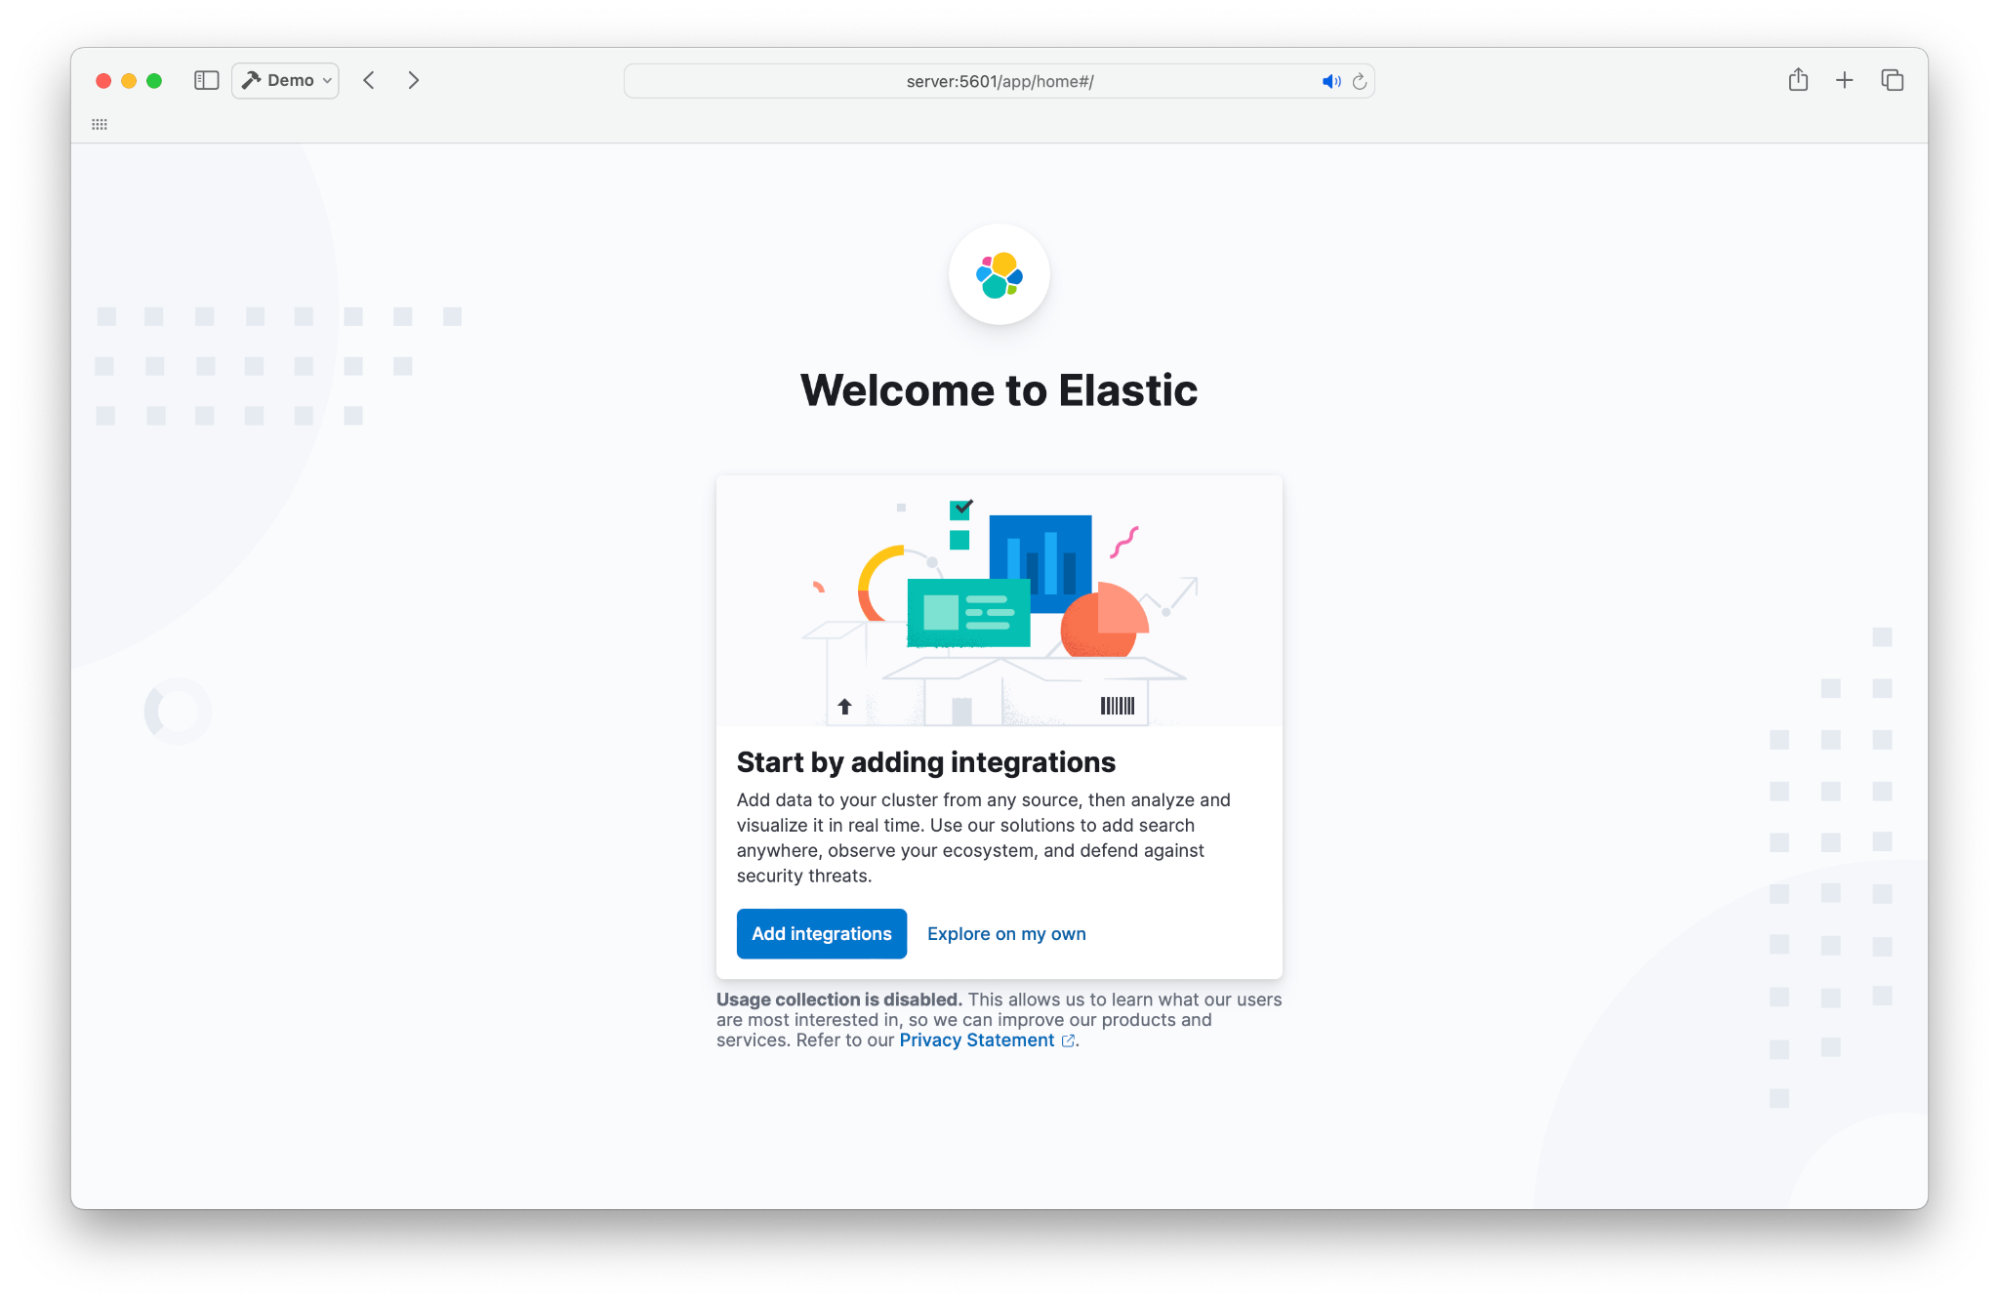 Demo
server:5601/app/home#/
Welcome to Elastic
Start by adding integrations
Add data to your cluster from any source, then analyze and
visualize it in real time. Use our solutions to add search
anywhere, observe your ecosystem, and defend against
security threats.
Add integrations
Explore on my own
Usage collection is disabled. This allows us to learn what our users
are most interested in, so we can improve our products and
services. Refer to our Privacy Statement.